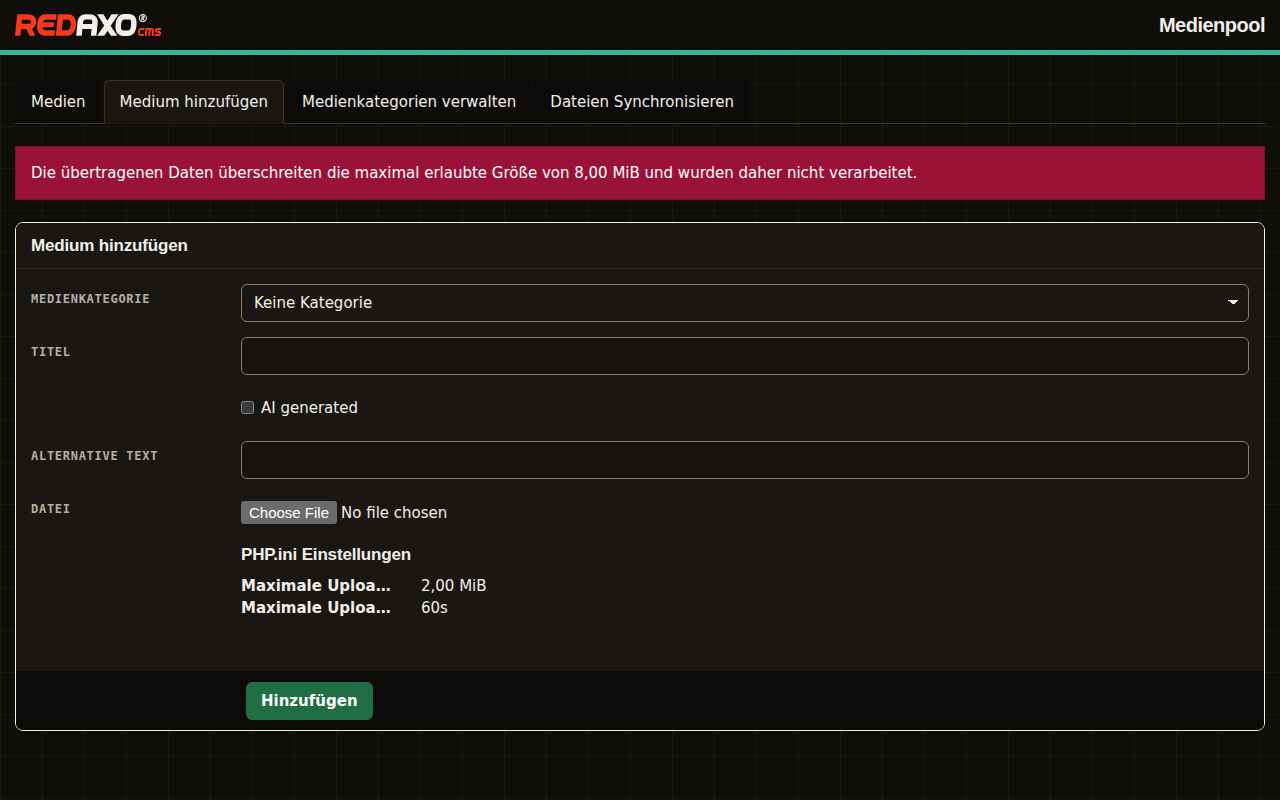 REDAXO® cms
Medienpool
Medien
Medium hinzufügen
Medienkategorien verwalten
Dateien Synchronisieren
Die übertragenen Daten überschreiten die maximal erlaubte Größe von 8,00 MiB und wurden daher nicht verarbeitet.
Medium hinzufügen
MEDIENKATEGORIE
Keine Kategorie
TITEL
AI generated
ALTERNATIVE TEXT
DATEI
Choose File No file chosen
PHP.ini Einstellungen
Maximale Uploa… 2,00 MiB
Maximale Uploa… 60s
Hinzufügen